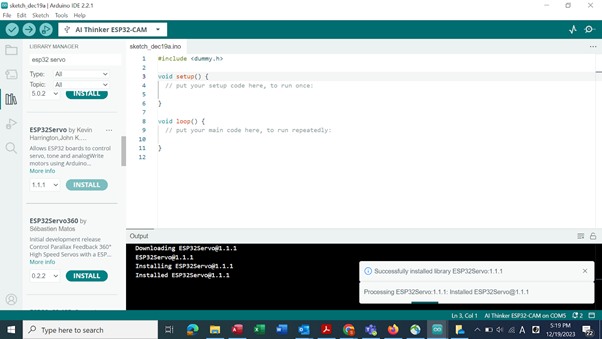 sketch_dec19a | Arduino IDE 2.2.1
File Edit Sketch Tools Help
AI Thinker ESP32-CAM
LIBRARY MANAGER
esp32 servo
Type: All
Topic: All
5.0.2 INSTALL
ESP32Servo by Kevin
Harrington,John K....
Allows ESP32 boards to control
servo, tone and analogWrite
motors using Arduino...
More info
1.1.1 INSTALL
ESP32Servo360 by
Sébastien Matos
Initial development release
Control Parallax Feedback 360°
High Speed Servos with a ESP...
More info
0.2.2 INSTALL
sketch_dec19a.ino
1 #include <dummy.h>
2
3 void setup() {
4 // put your setup code here, to run once:
5
6 }
7
8 void loop() {
9 // put your main code here, to run repeatedly:
10
11 }
12
Output
Downloading ESP32Servo@1.1.1
ESP32Servo@1.1.1
Installing ESP32Servo@1.1.1
Installed ESP32Servo@1.1.1
Successfully installed library ESP32Servo:1.1.1
Processing ESP32Servo:1.1.1: Installed ESP32Servo@1.1.1
Ln 3, Col 1 AI Thinker ESP32-CAM on COM5 2
Type here to search
5:19 PM
12/19/2023